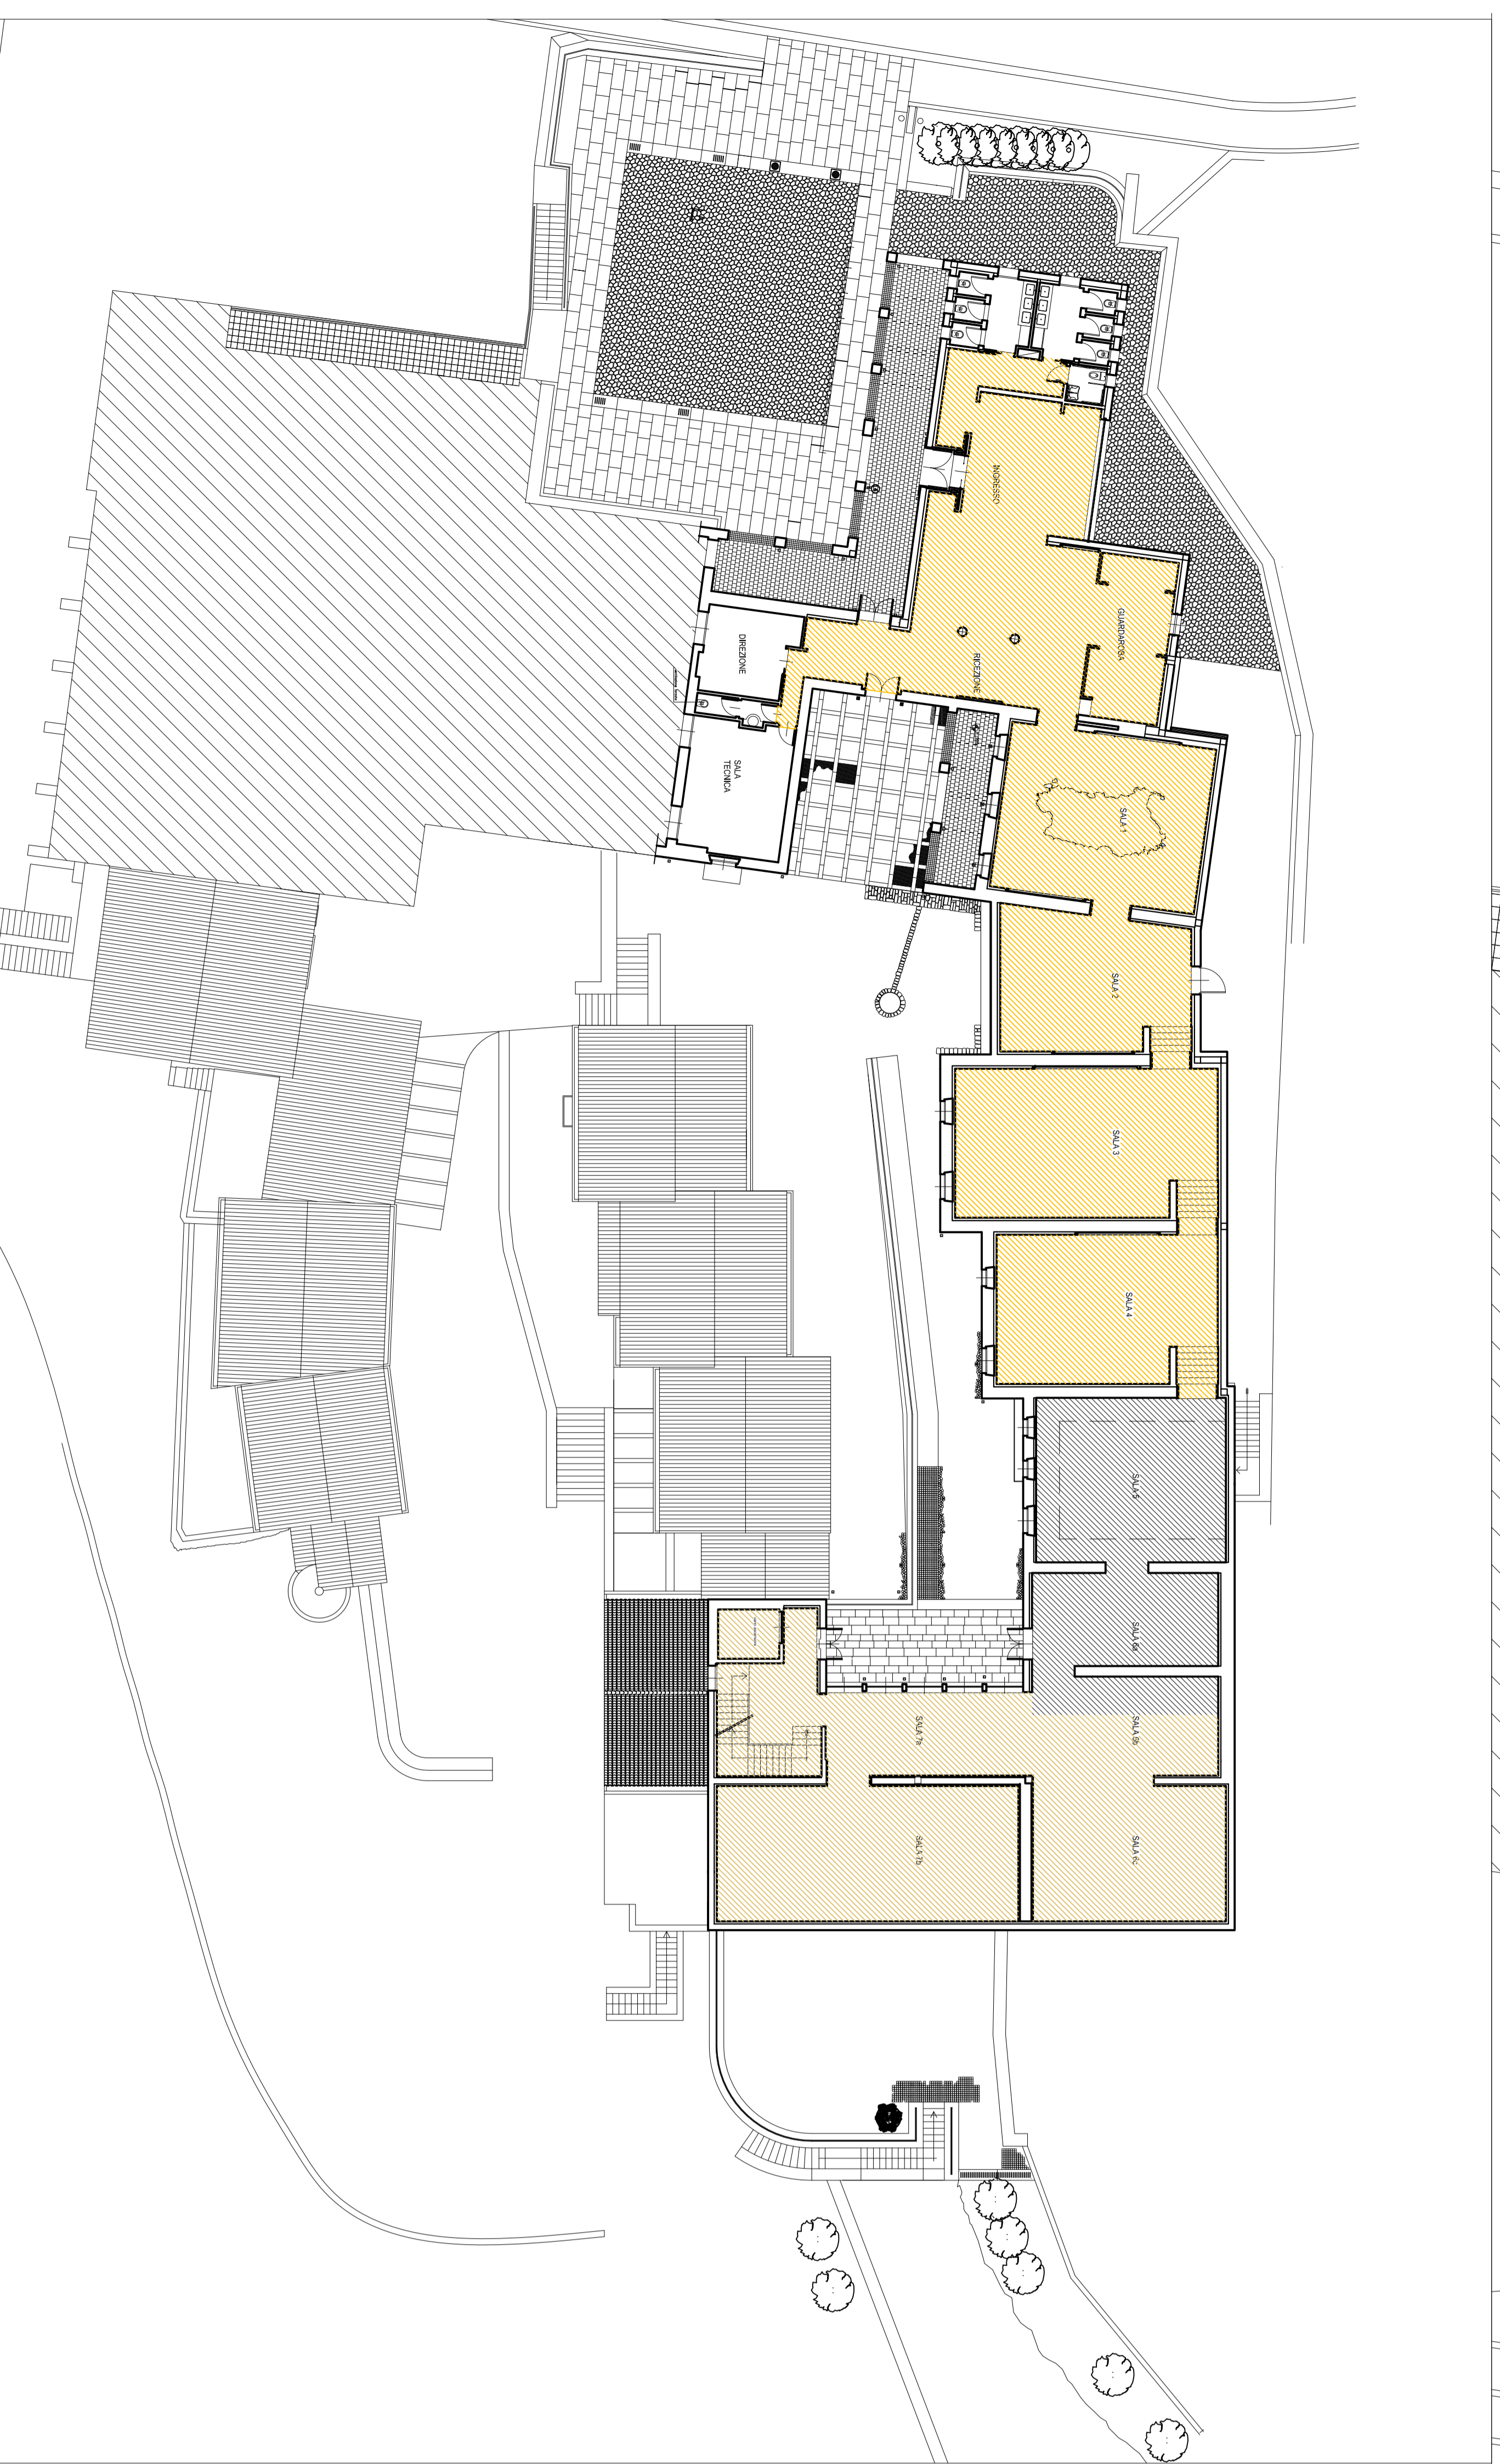 INGRESSO
GUARDAROBA
RICEZIONE
DIREZIONE
SALA
TECNICA
SALA 1
SALA 2
SALA 3
SALA 4
SALA 5
SALA 6a
SALA 6b
SALA 7a
SALA 6c
SALA 7b